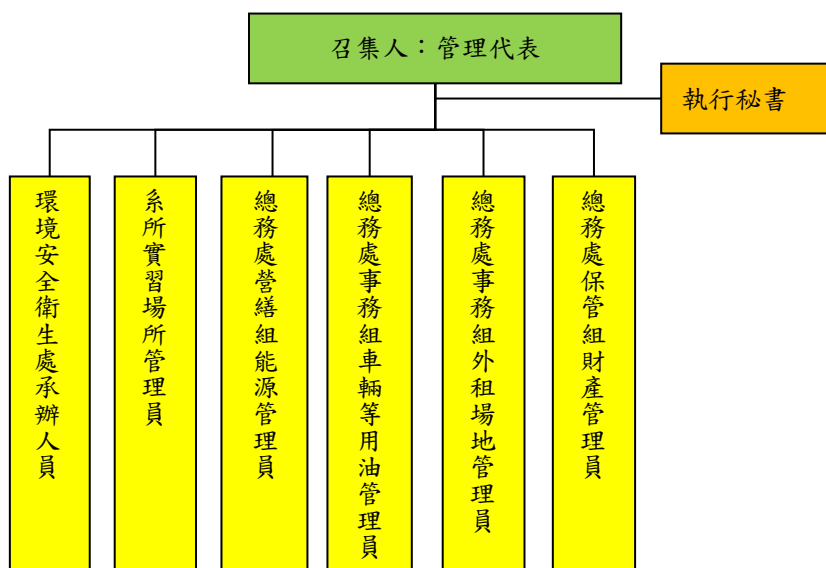 召集人：管理代表
執行秘書
環境安全衛生處承辦人員
系所實習場所管理員
總務處營繕組能源管理員
總務處事務組車輛等用油管理員
總務處事務組外租場地管理員
總務處保管組財產管理員